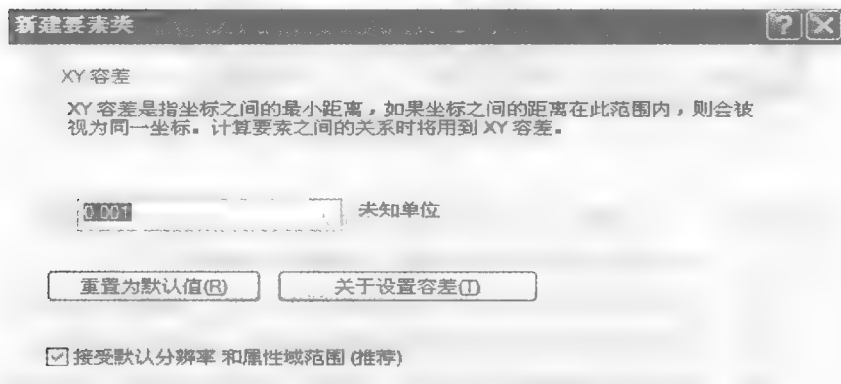 新建要素类
XY 容差
XY 容差是指坐标之间的最小距离，如果坐标之间的距离在此范围内，则会被
视为同一坐标。计算要素之间的关系时将用到 XY 容差。
0.001 未知单位
重置为默认值(R) 关于设置容差(T)
接受默认分辨率 和属性域范围 (推荐)